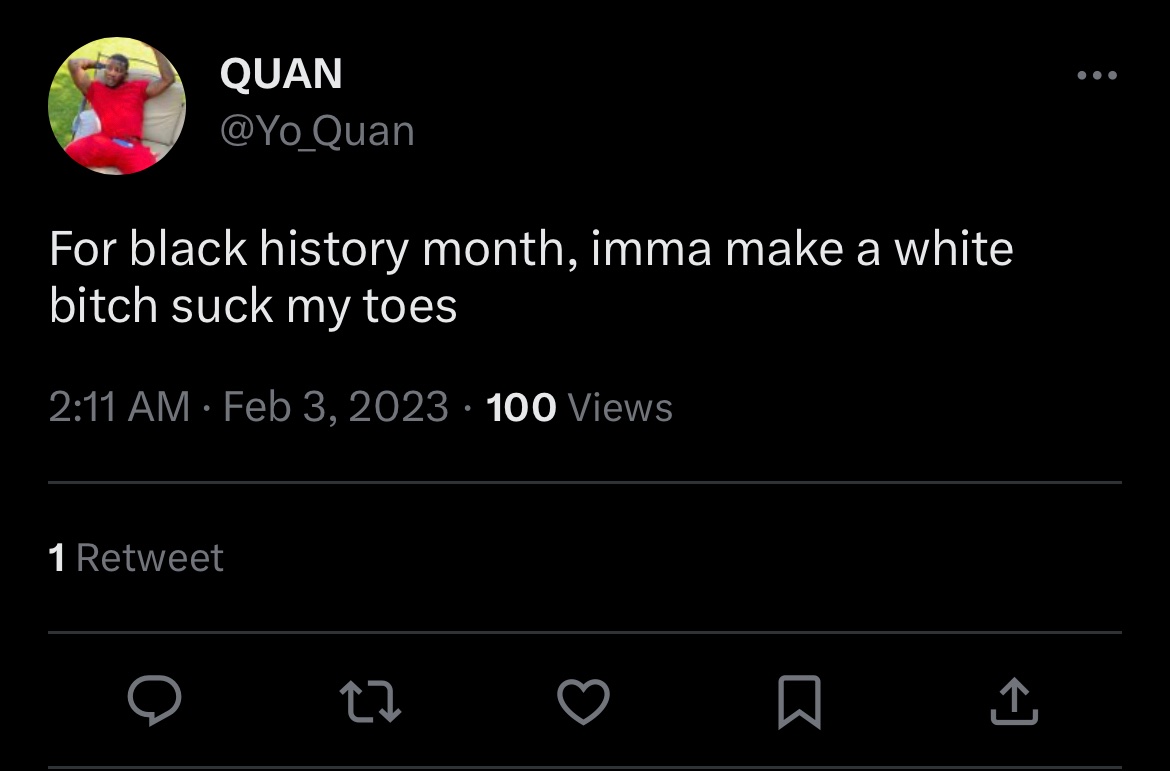 QUAN
@Yo_Quan
For black history month, imma make a white
bitch suck my toes
2:11 AM · Feb 3, 2023 · 100 Views
1 Retweet